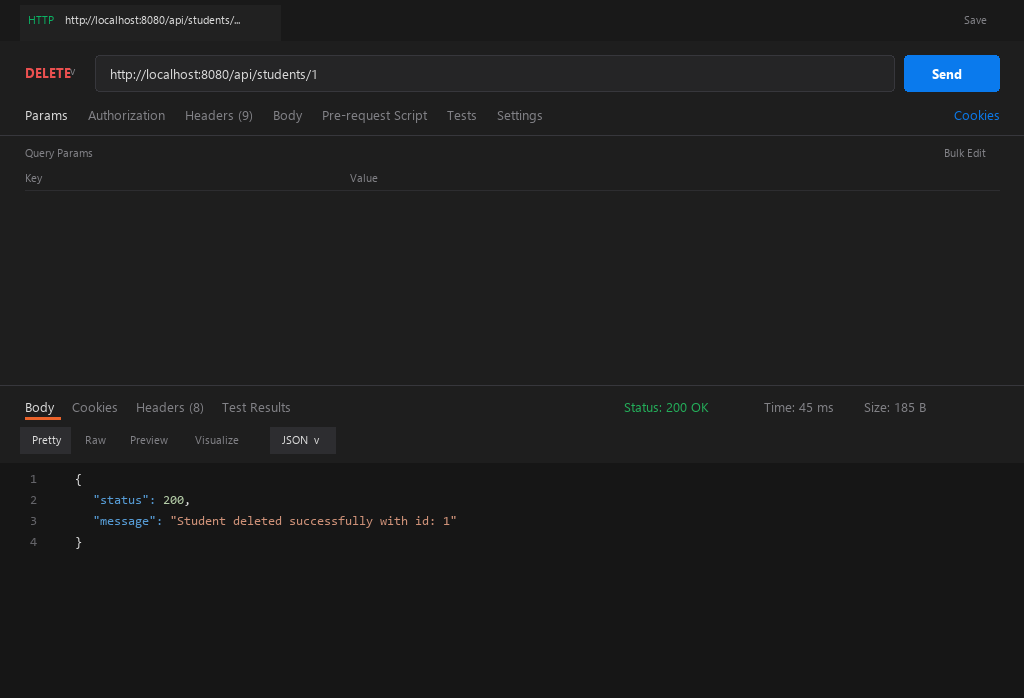 HTTP http://localhost:8080/api/students/... Save
DELETE v http://localhost:8080/api/students/1 Send
Params Authorization Headers (9) Body Pre-request Script Tests Settings Cookies
Query Params Bulk Edit
Key Value
Body Cookies Headers (8) Test Results Status: 200 OK Time: 45 ms Size: 185 B
Pretty Raw Preview Visualize JSON v
1 {
2 "status": 200,
3 "message": "Student deleted successfully with id: 1"
4 }